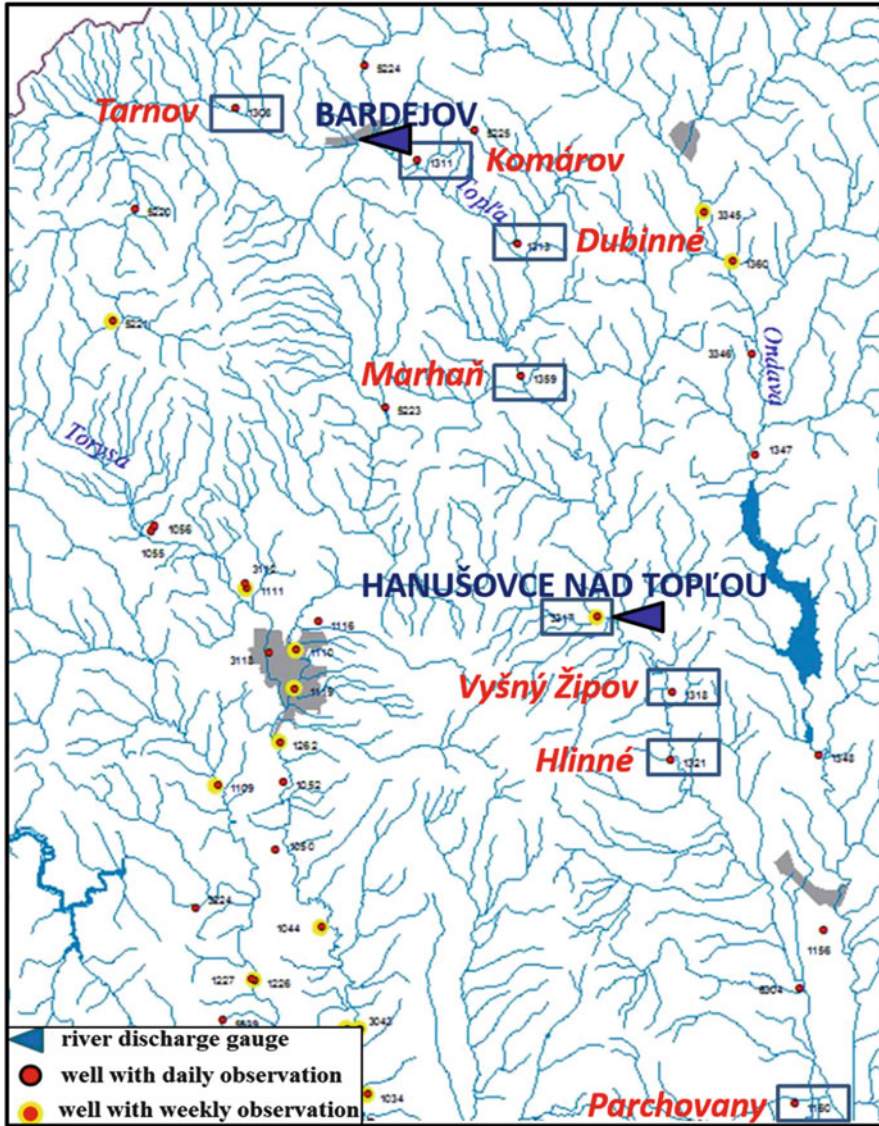 5224
Tarnov
1308
BARDEJOV
5225
1311
Komárov
Topľa
5220
3345
1313
Dubinné
1360
5221
Ondava
3346
Marhaň
1359
5223
Torysa
1347
1056
1055
3112
1111
HANUŠOVCE NAD TOPĽOU
1116
3317
1110
3113
1119
Vyšný Žipov
1318
1262
Hlinné
1321
1348
1109
1052
1050
1044
1156
1227
1226
3042
river discharge gauge
well with daily observation
well with weekly observation
1034
Parchovany
1160